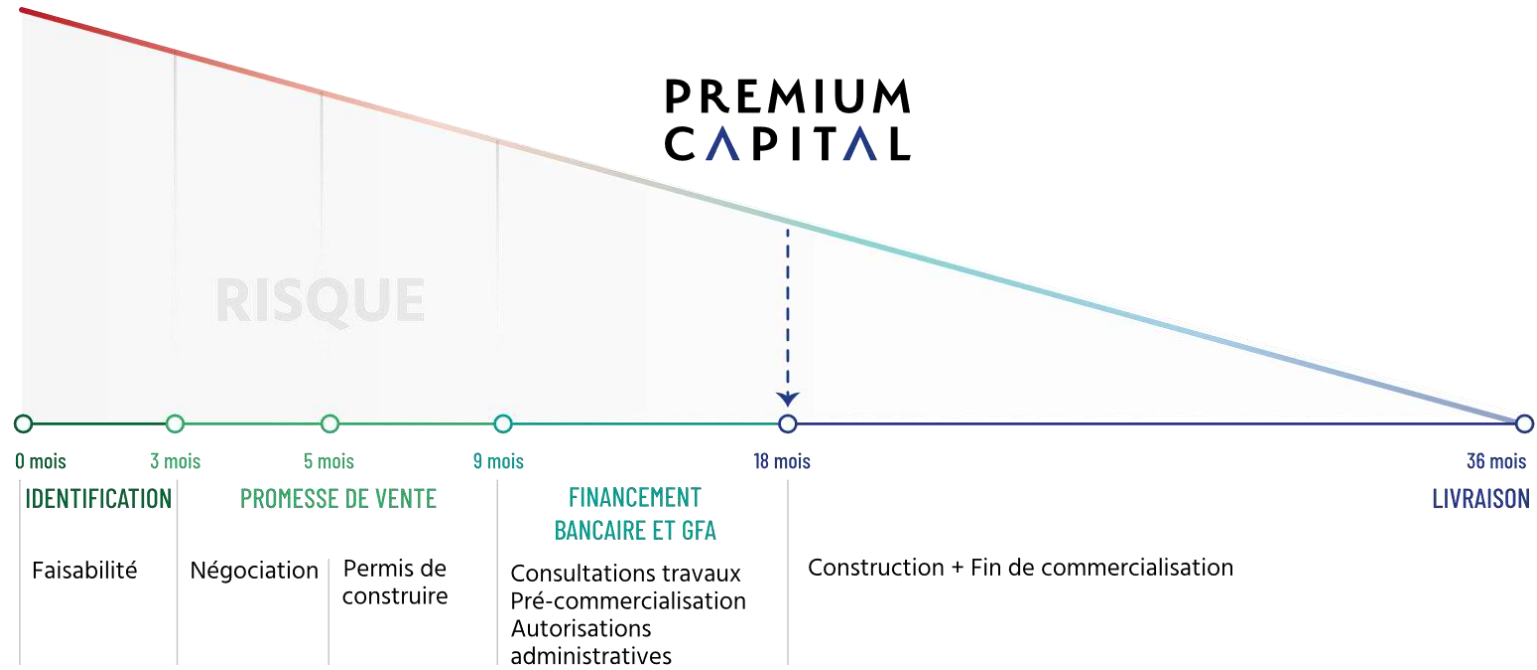 PREMIUM
CAPITAL
RISQUE
0 mois
3 mois
5 mois
9 mois
18 mois
36 mois
IDENTIFICATION
PROMESSE DE VENTE
FINANCEMENT
BANCAIRE ET GFA
LIVRAISON
Faisabilité
Négociation
Permis de
construire
Consultations travaux
Pré-commercialisation
Autorisations
administratives
Construction + Fin de commercialisation